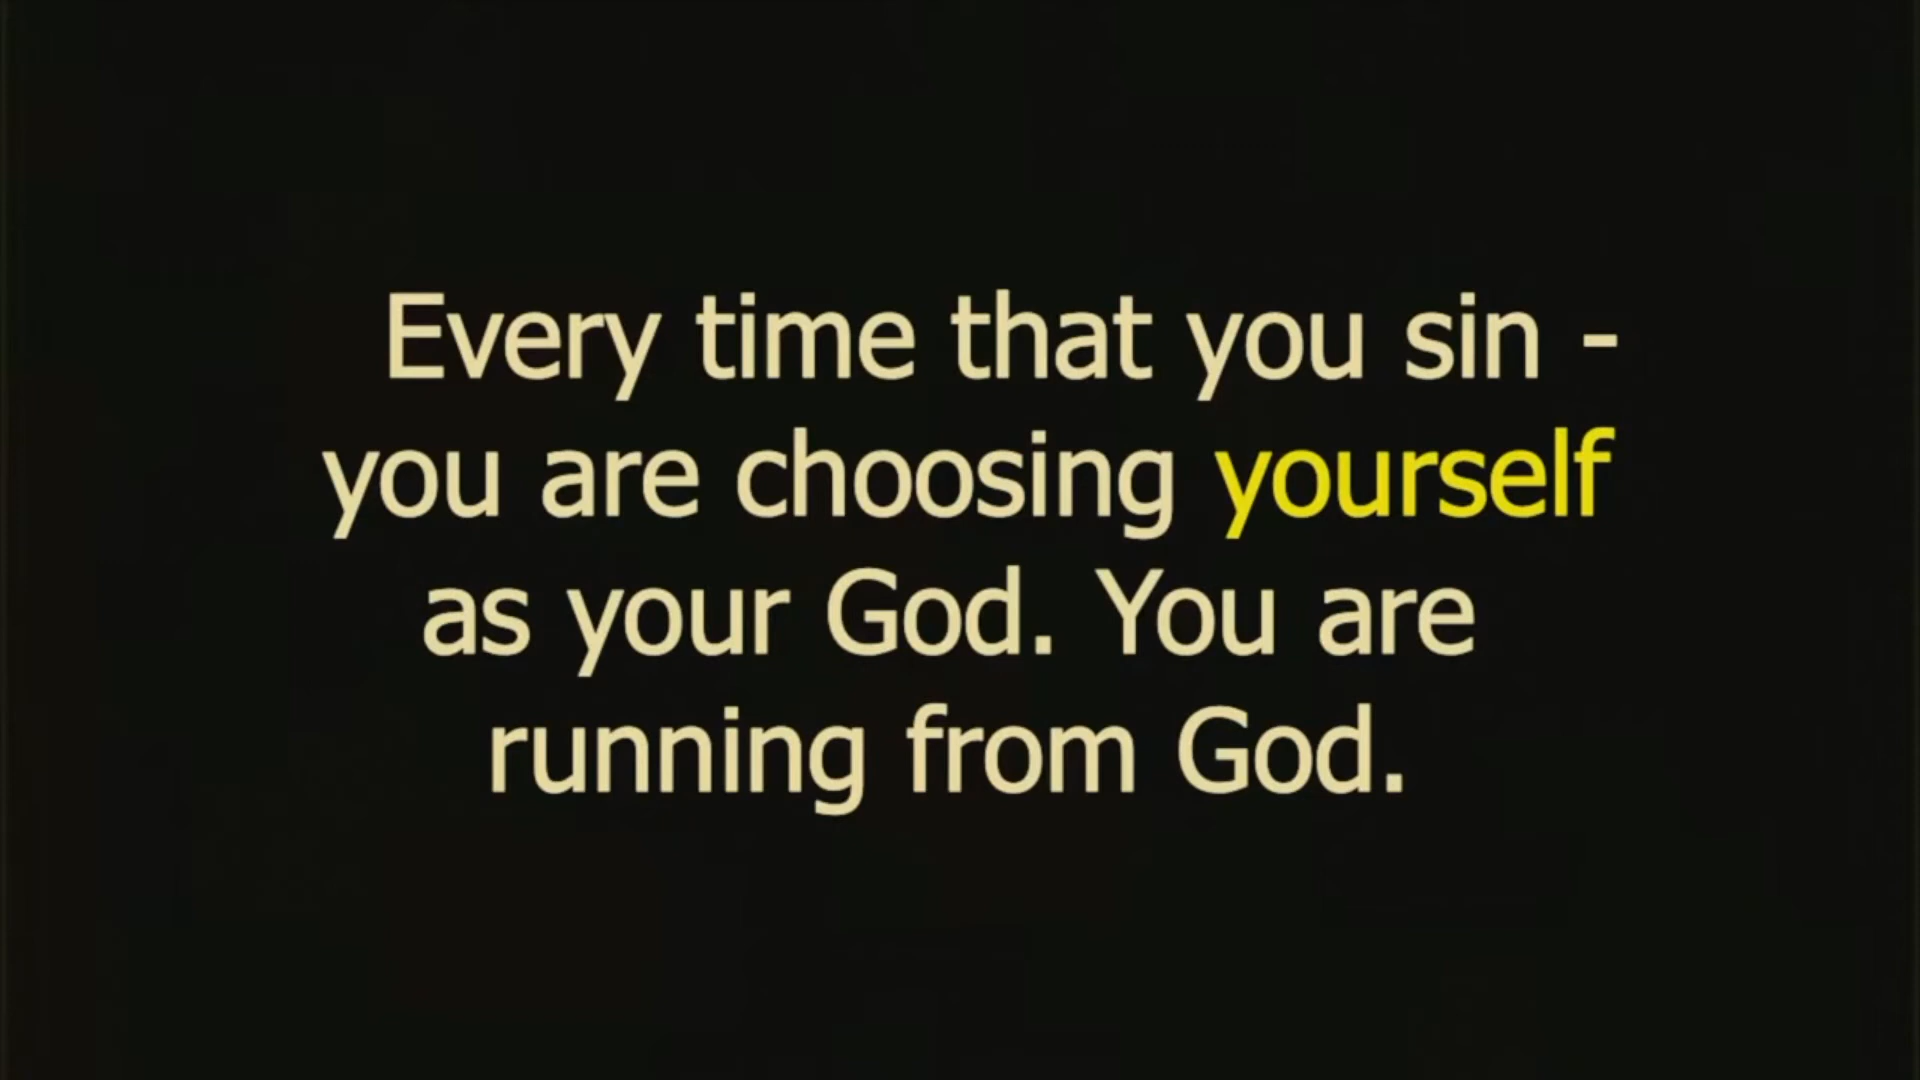 Every time that you sin -
you are choosing yourself
as your God. You are
running from God.